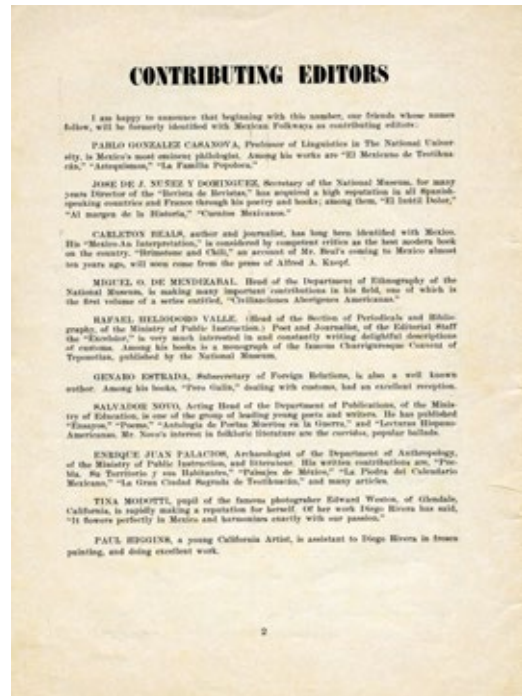 CONTRIBUTING EDITORS
I am happy to announce that beginning with this number, our friends whose names
follow, will be formerly identified with Mexican Folkways as contributing editors:
PABLO GONZALEZ CASANOVA, Professor of Linguistics in The National Univer-
sity, is Mexico's most eminent philologist. Among his works are "El Mexicano de Teotihua-
cán," "Aztequismos," "La Familia Popoloca."
JOSE DE J. NUÑEZ Y DOMINGUEZ, Secretary of the National Museum, for many
years Director of the "Revista de Revistas," has acquired a high reputation in all Spanish-
speaking countries and France through his poetry and books; among them, "El Inútil Dolor,"
"Al margen de la Historia," "Cuentos Mexicanos."
CARLETON BEALS, author and journalist, has long been identified with Mexico.
His "Mexico-An Interpretation," is considered by competent critics as the best modern book
on the country. "Brimstone and Chili," an account of Mr. Beal's coming to Mexico almost
ten years ago, will soon come from the press of Alfred A. Knopf.
MIGUEL O. DE MENDIZABAL, Head of the Department of Ethnography of the
National Museum, is making many important contributions in his field, one of which is
the first volume of a series entitled, "Civilizaciones Aborígenes Americanas."
RAFAEL HELIODORO VALLE. (Head of the Section of Periodicals and Biblio-
graphy, of the Ministry of Public Instruction.) Poet and Journalist, of the Editorial Staff
the "Excelsior," is very much interested in and constantly writing delightful descriptions
of customs. Among his books is a monograph of the famous Churrigueresque Convent of
Tepozotlan, published by the National Museum.
GENARO ESTRADA, Subsecretary of Foreign Relations, is also a well known
author. Among his books, "Pero Galín," dealing with customs, had an excellent reception.
SALVADOR NOVO, Acting Head of the Department of Publications, of the Minis-
try of Education, is one of the group of leading young poets and writers. He has published
"Ensayos," "Poems," "Antología de Poetas Muertos en la Guerra," and "Lecturas Hispano
Americanas. Mr. Novo's interest in folkloric literature are the corridos, popular ballads.
ENRIQUE JUAN PALACIOS, Archaeologist of the Department of Anthropology,
of the Ministry of Public Instruction, and litterateur. His written contributions are, "Pue-
bla, Su Territorio y sus Habitantes," "Paisajes de México," "La Piedra del Calendario
Mexicano," "La Gran Ciudad Sagrada de Teotihuacán," and many articles.
TINA MODOTTI, pupil of the famous photographer Edward Weston, of Glendale,
California, is rapidly making a reputation for herself. Of her work Diego Rivera has said,
"It flowers perfectly in Mexico and harmonizes exactly with our passion."
PAUL HIGGINS, a young California Artist, is assistant to Diego Rivera in fresco
painting, and doing excellent work.
2